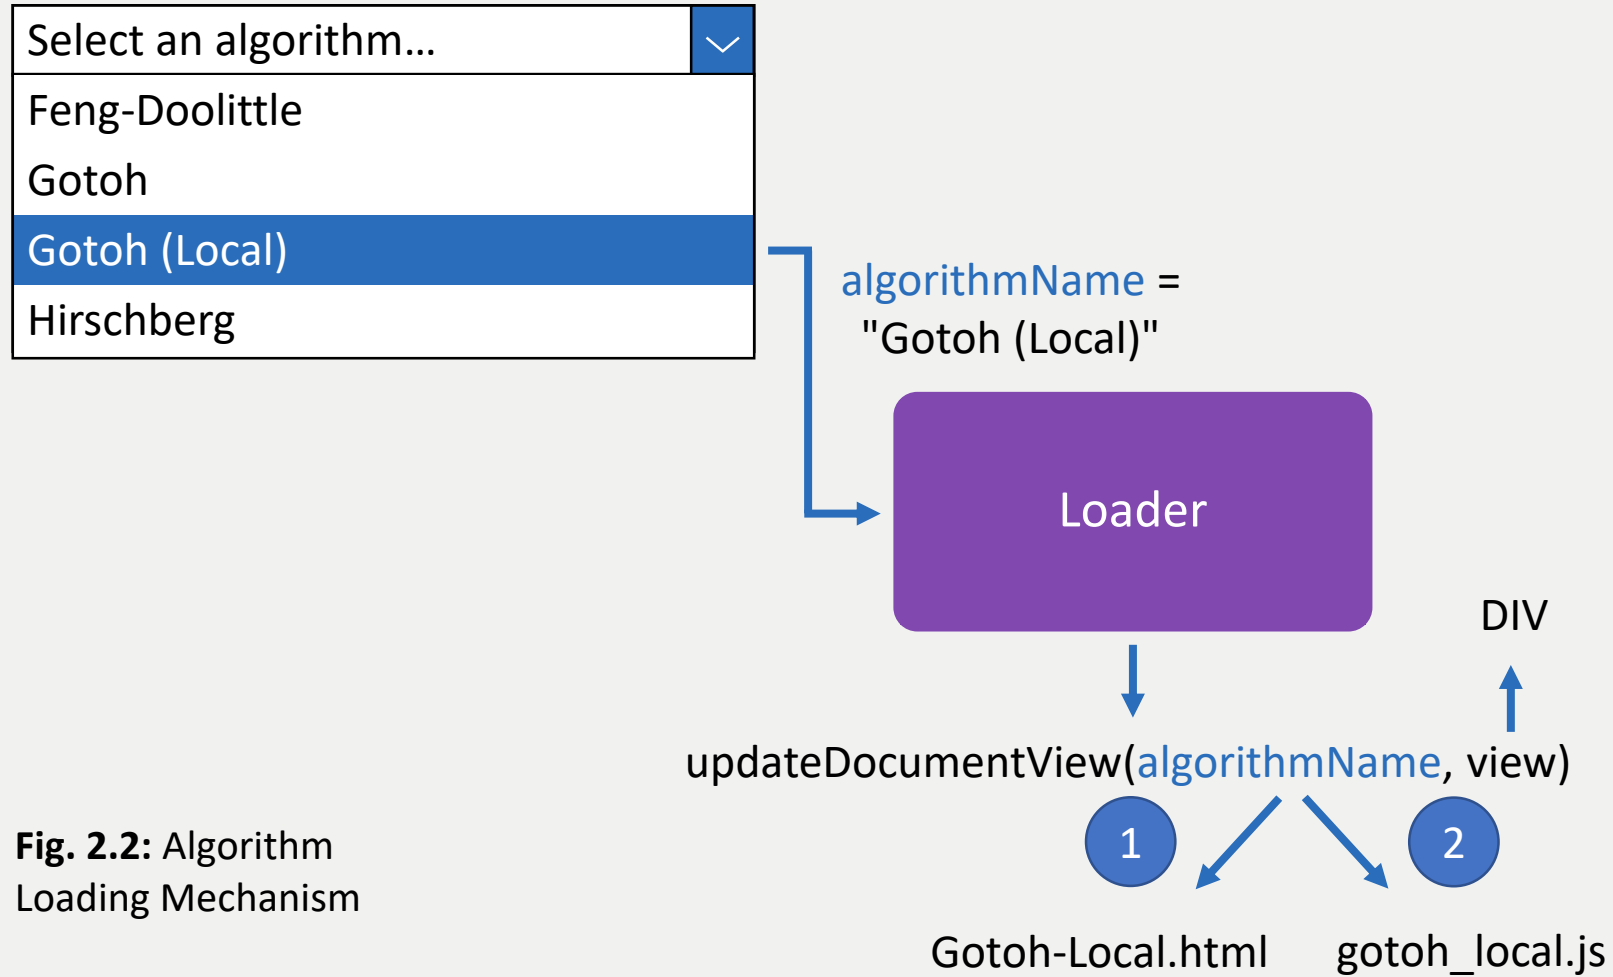 Select an algorithm...
Feng-Doolittle
Gotoh
Gotoh (Local)
Hirschberg
algorithmName =
"Gotoh (Local)"
Loader
DIV
updateDocumentView(algorithmName, view)
1
2
Gotoh-Local.html
gotoh_local.js
Fig. 2.2: Algorithm
Loading Mechanism